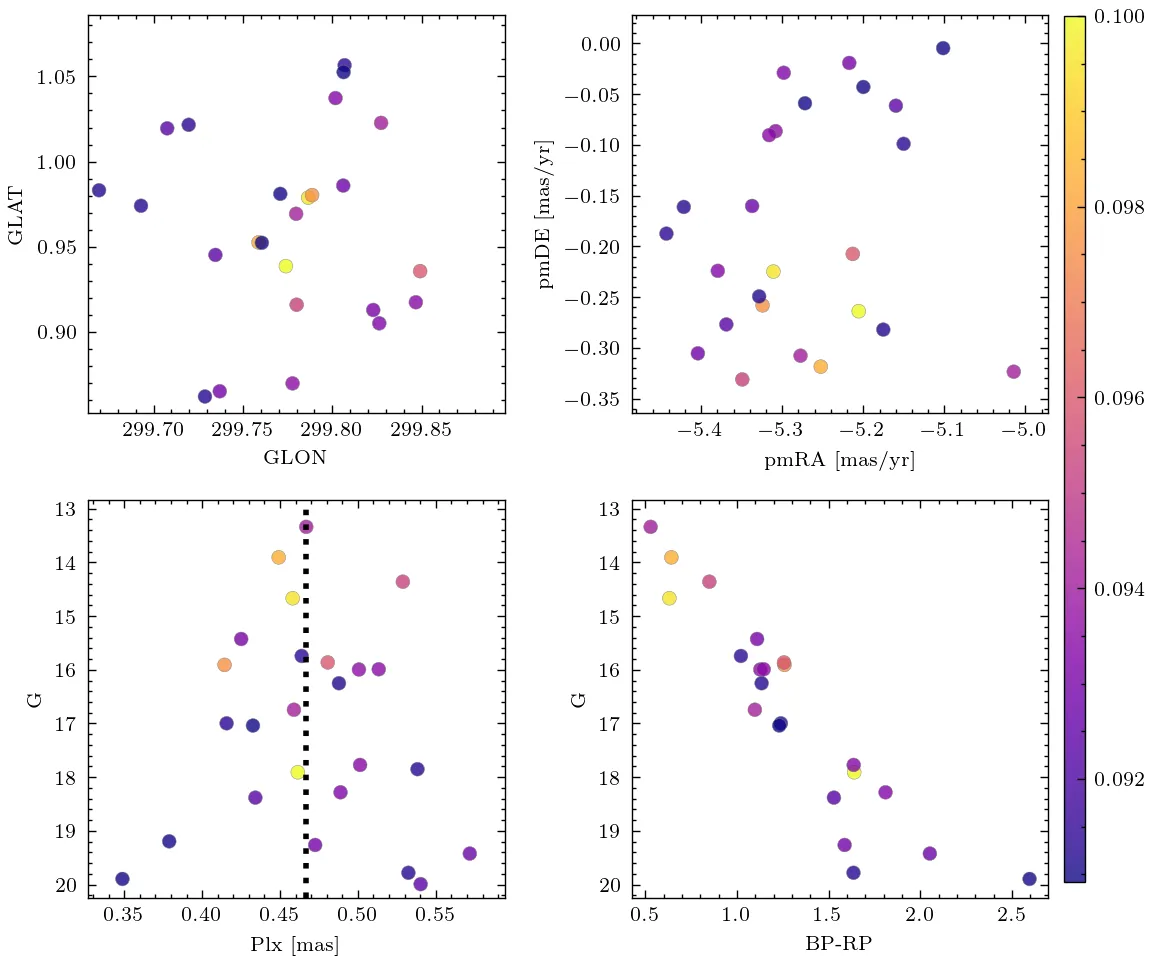 1.05
1.00
0.95
0.90
GLAT
299.70 299.75 299.80 299.85
GLON
0.00
−0.05
−0.10
−0.15
−0.20
−0.25
−0.30
−0.35
pmDE [mas/yr]
−5.4 −5.3 −5.2 −5.1 −5.0
pmRA [mas/yr]
13
14
15
16
17
18
19
20
G
0.35 0.40 0.45 0.50 0.55
Plx [mas]
13
14
15
16
17
18
19
20
G
0.5 1.0 1.5 2.0 2.5
BP-RP
0.100
0.098
0.096
0.094
0.092